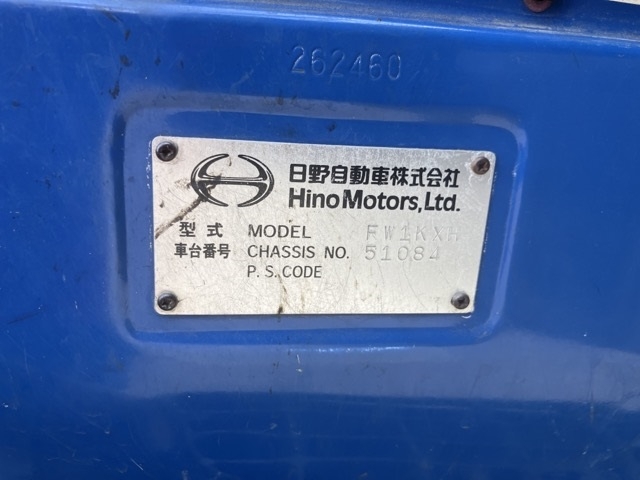 262460
日野自動車株式会社
Hino Motors, Ltd.
型式 MODEL FW1KXH
車台番号 CHASSIS NO. 51084
P.S.CODE